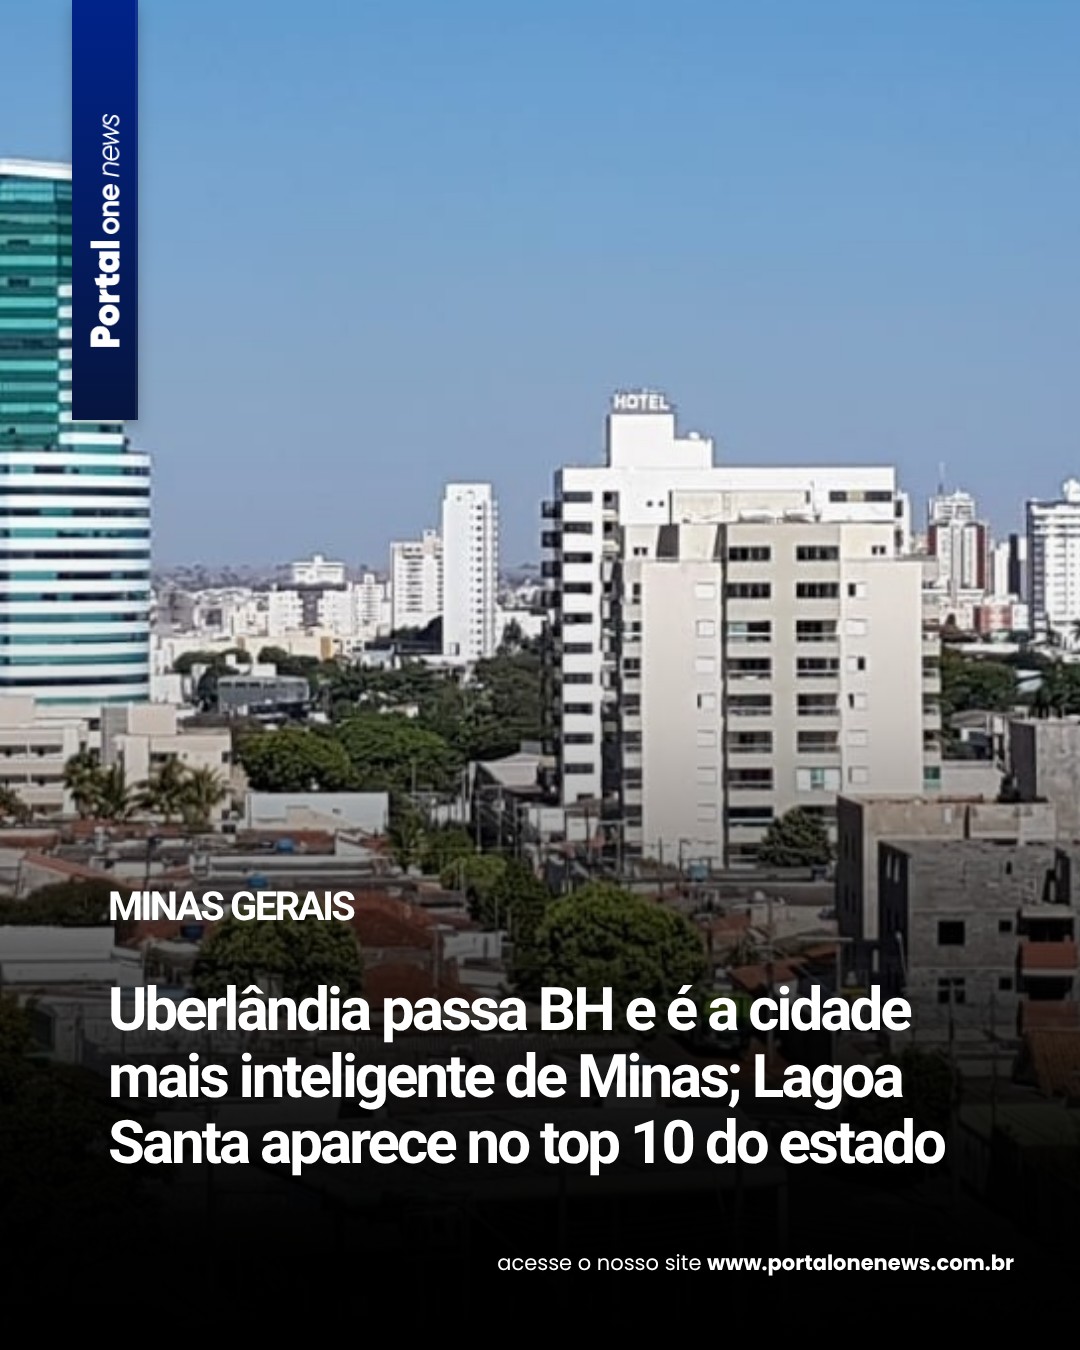 Portal one news
HOTEL
MINAS GERAIS
Uberlândia passa BH e é a cidade
mais inteligente de Minas; Lagoa
Santa aparece no top 10 do estado
acesse o nosso site www.portalonenews.com.br